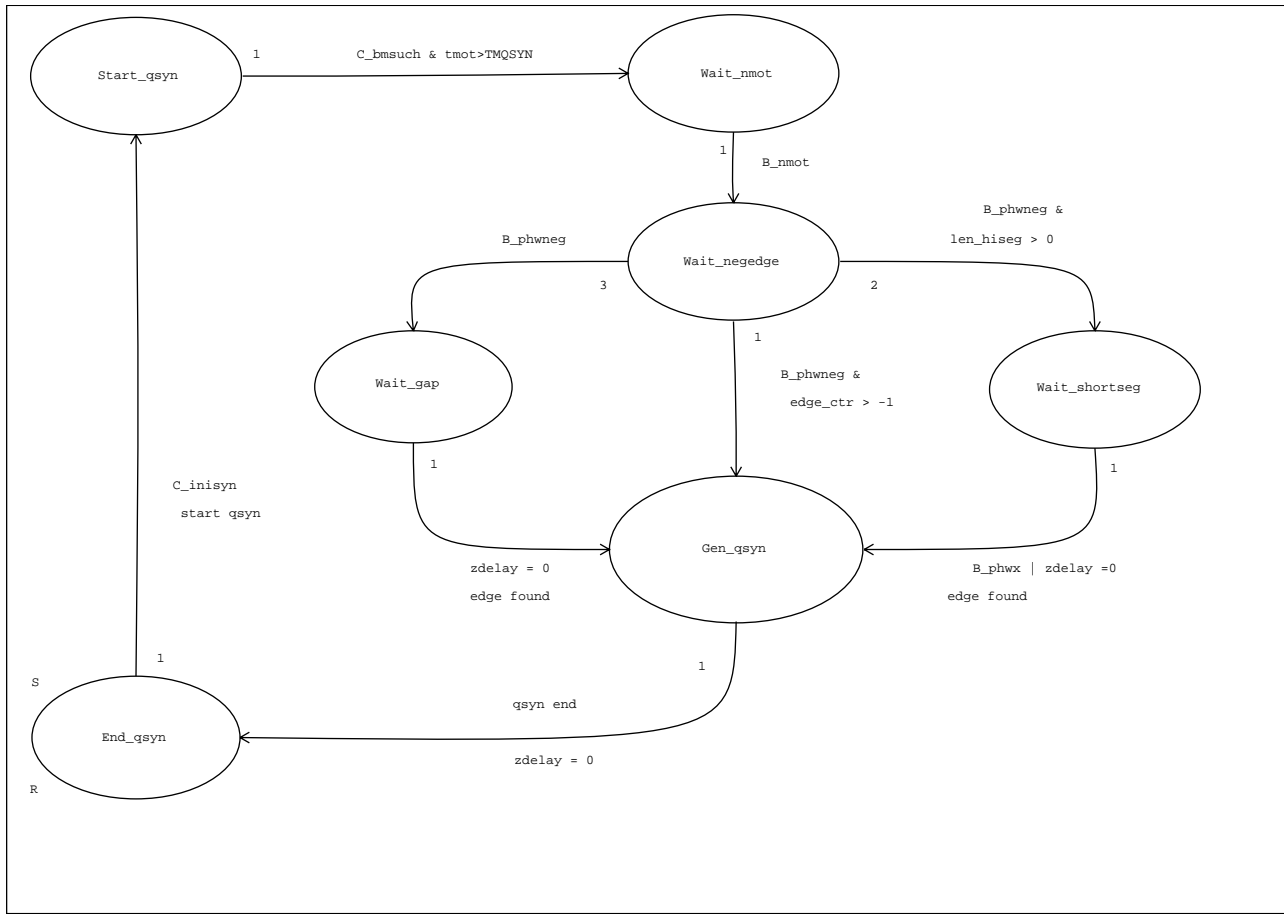 1
C_bmsuch & tmot>TMQSYN
Start_qsyn
Wait_nmot
1
B_nmot
B_phwneg &
B_phwneg
len_hiseg > 0
Wait_negedge
3
2
1
B_phwneg &
Wait_gap
Wait_shortseg
edge_ctr > -1
1
1
C_inisyn
start qsyn
Gen_qsyn
zdelay = 0
B_phwx | zdelay =0
edge found
edge found
1
1
S
qsyn end
End_qsyn
zdelay = 0
R